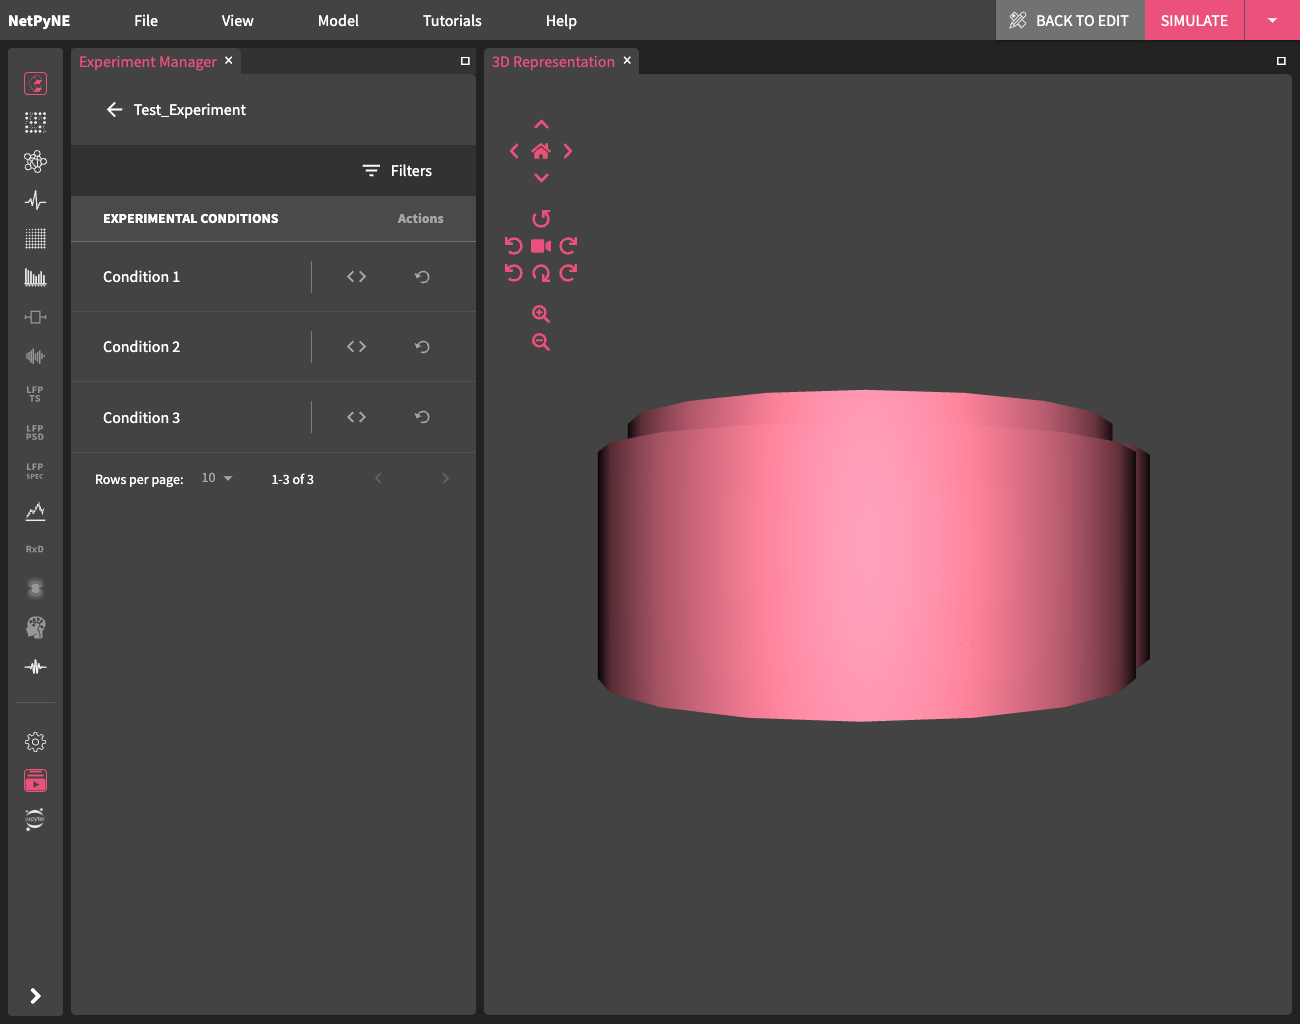 NetPyNE File View Model Tutorials Help BACK TO EDIT SIMULATE
Experiment Manager × 3D Representation ×
Test_Experiment
Filters
EXPERIMENTAL CONDITIONS Actions
Condition 1
Condition 2
Condition 3
Rows per page: 10 1-3 of 3
LFP
TS
LFP
PSD
LFP
SPEC
RxD
jupyter